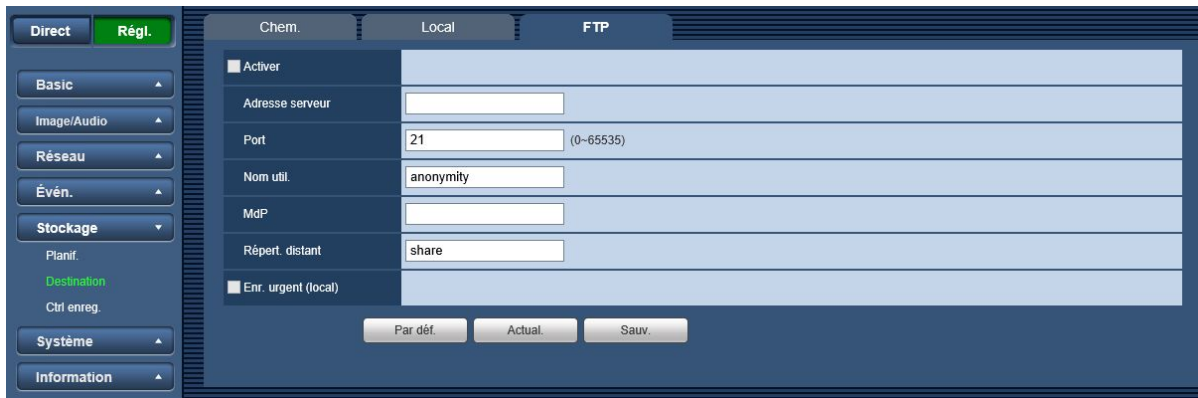 Direct Régl.
Chem. Local FTP
Basic
Image/Audio
Réseau
Évén.
Stockage
Planif.
Destination
Ctrl enreg.
Système
Information
Activer
Adresse serveur
Port 21 (0~65535)
Nom util. anonymity
MdP
Répert. distant share
Enr. urgent (local)
Par déf. Actual. Sauv.